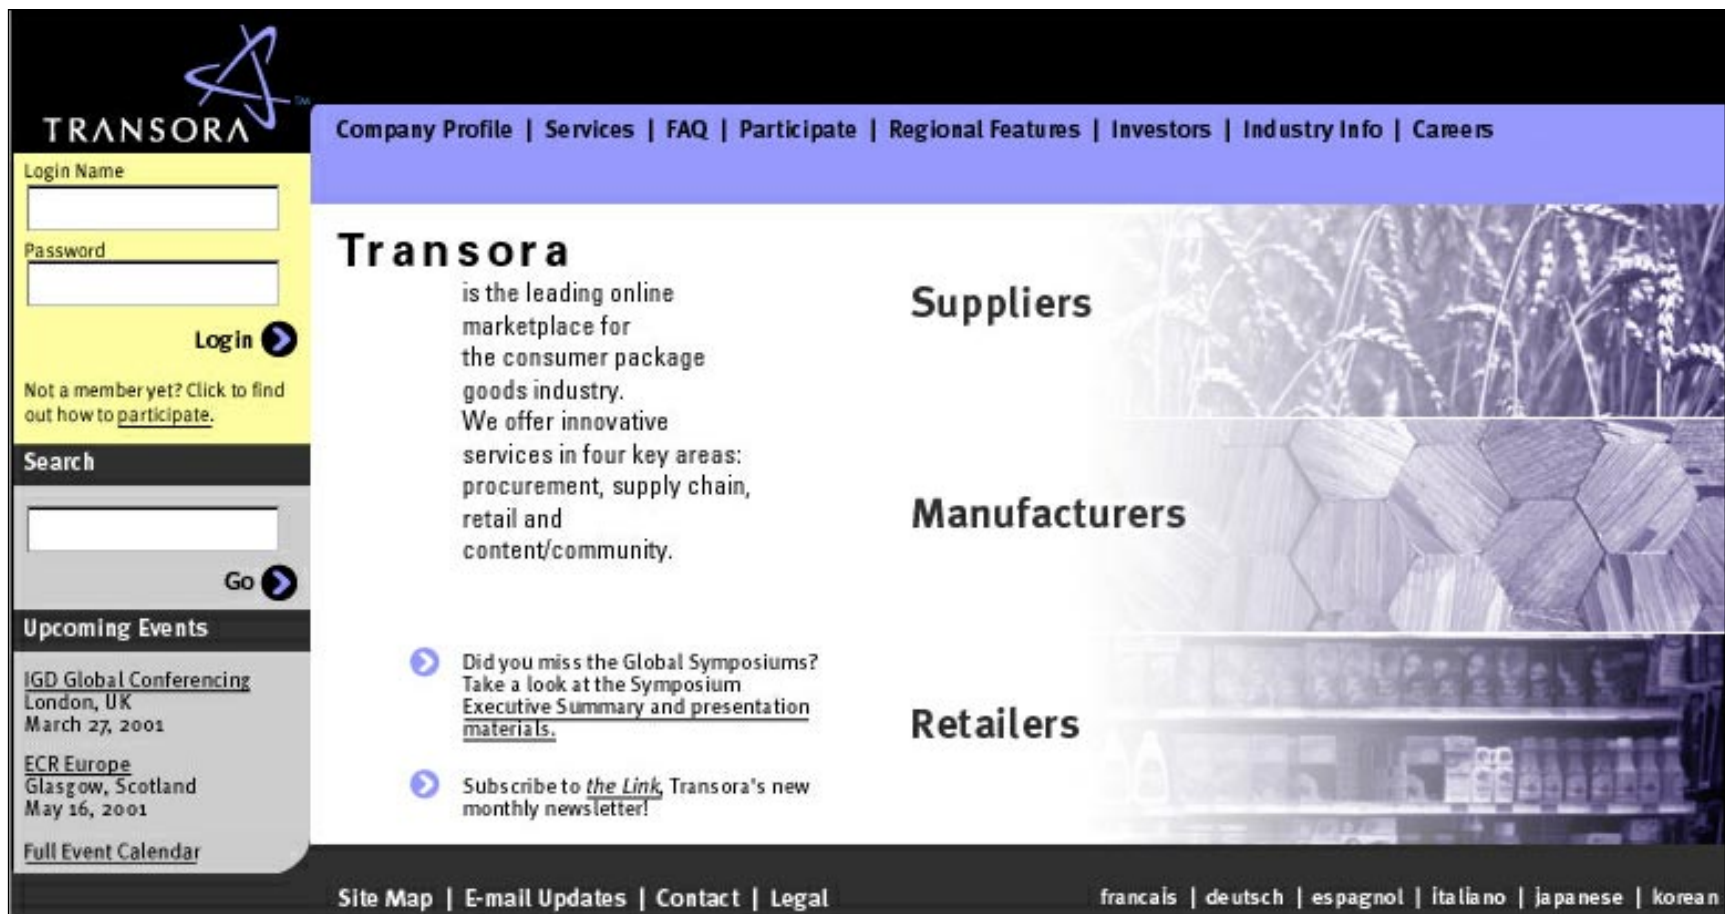 TRANSORA™
Company Profile | Services | FAQ | Participate | Regional Features | Investors | Industry Info | Careers
Login Name
Password
Login
Not a member yet? Click to find
out how to participate.
Search
Go
Upcoming Events
IGD Global Conferencing
London, UK
March 27, 2001
ECR Europe
Glasgow, Scotland
May 16, 2001
Full Event Calendar
Transora
is the leading online
marketplace for
the consumer package
goods industry.
We offer innovative
services in four key areas:
procurement, supply chain,
retail and
content/community.
Did you miss the Global Symposiums?
Take a look at the Symposium
Executive Summary and presentation
materials.
Subscribe to the Link, Transora's new
monthly newsletter!
Suppliers
Manufacturers
Retailers
Site Map | E-mail Updates | Contact | Legal
francais | deutsch | espagnol | italiano | japanese | korean